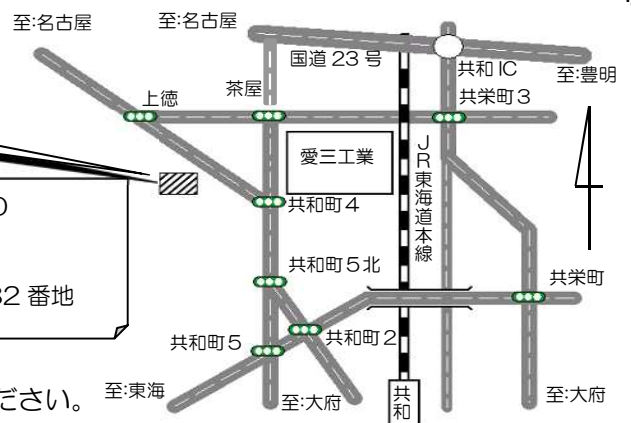 至:名古屋
至:名古屋
国道 23 号
共和 IC
至:豊明
上徳
茶屋
共栄町3
愛三工業
JR東海道本線
共和町4
共和町5北
共栄町
32 番地
共和町5
共和町2
ださい。
至:東海
至:大府
共和
至:大府